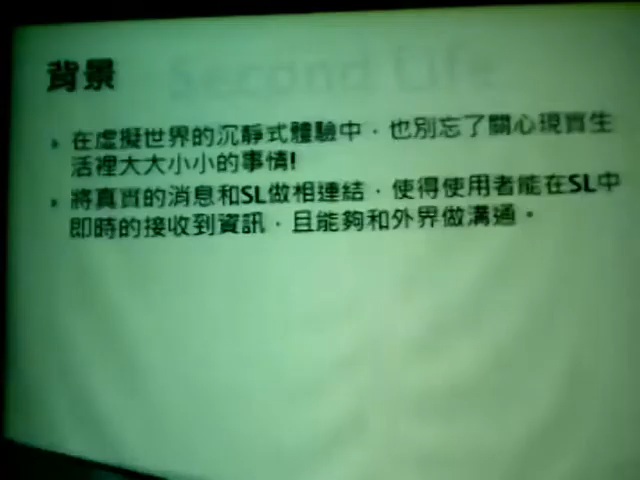 背景
Second Life
在虛擬世界的沉靜式體驗中，也別忘了關心現實生
活裡大大小小的事情!
將真實的消息和SL做相連結，使得使用者能在SL中
即時的接收到資訊，且能夠和外界做溝通。